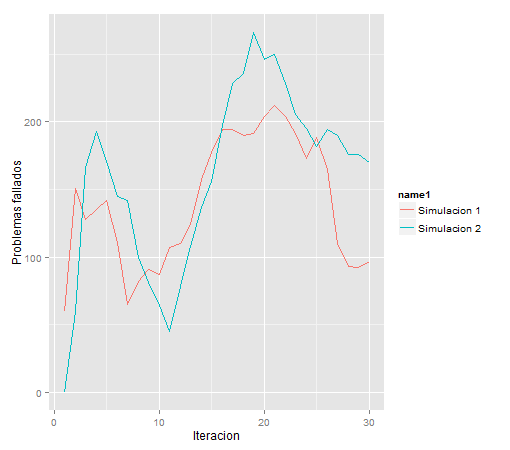 Problemas fallados
200
100
0
0
10
20
30
Iteracion
name1
Simulacion 1
Simulacion 2